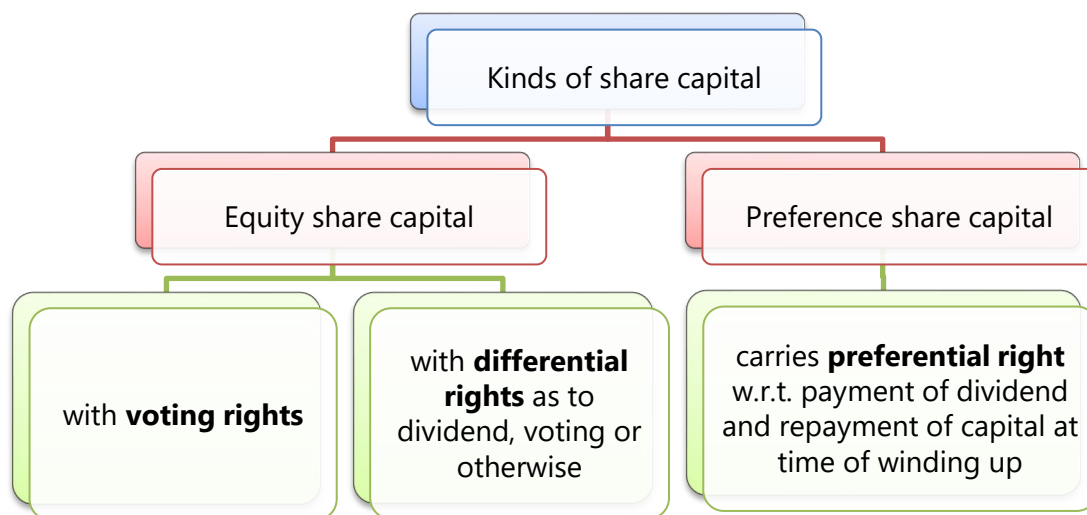 Kinds of share capital
Equity share capital
Preference share capital
with voting rights
with differential
rights as to
dividend, voting or
otherwise
carries preferential right
w.r.t. payment of dividend
and repayment of capital at
time of winding up